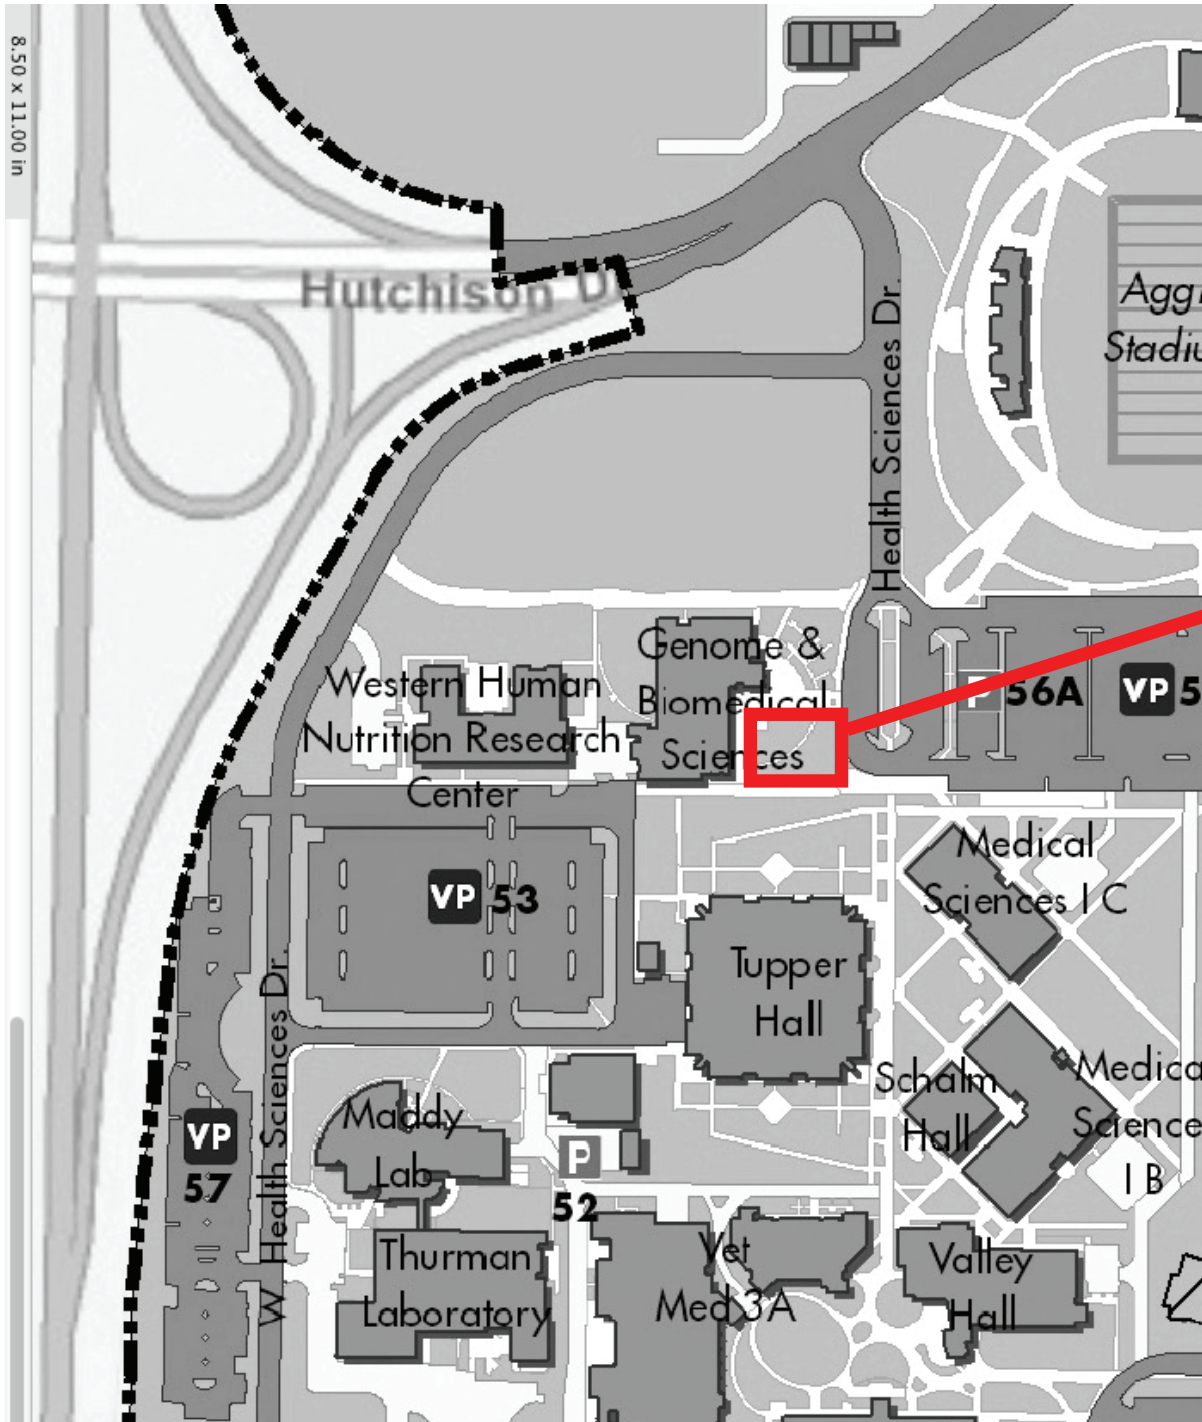 8.50 x 11.00 in
Hutchison D
Health Sciences Dr.
Stadiu
Genome &
Biomedical
Sciences
Western Human
Nutrition Research
Center
P 56A
VP 5
VP 53
Medical
Sciences I C
Tupper
Hall
Schalm
Hall
Medica
Science
I B
VP
57
W. Health Sciences Dr.
Maddy
Lab
P
52
Thurman
Laboratory
Vet
Med 3A
Valley
Hall